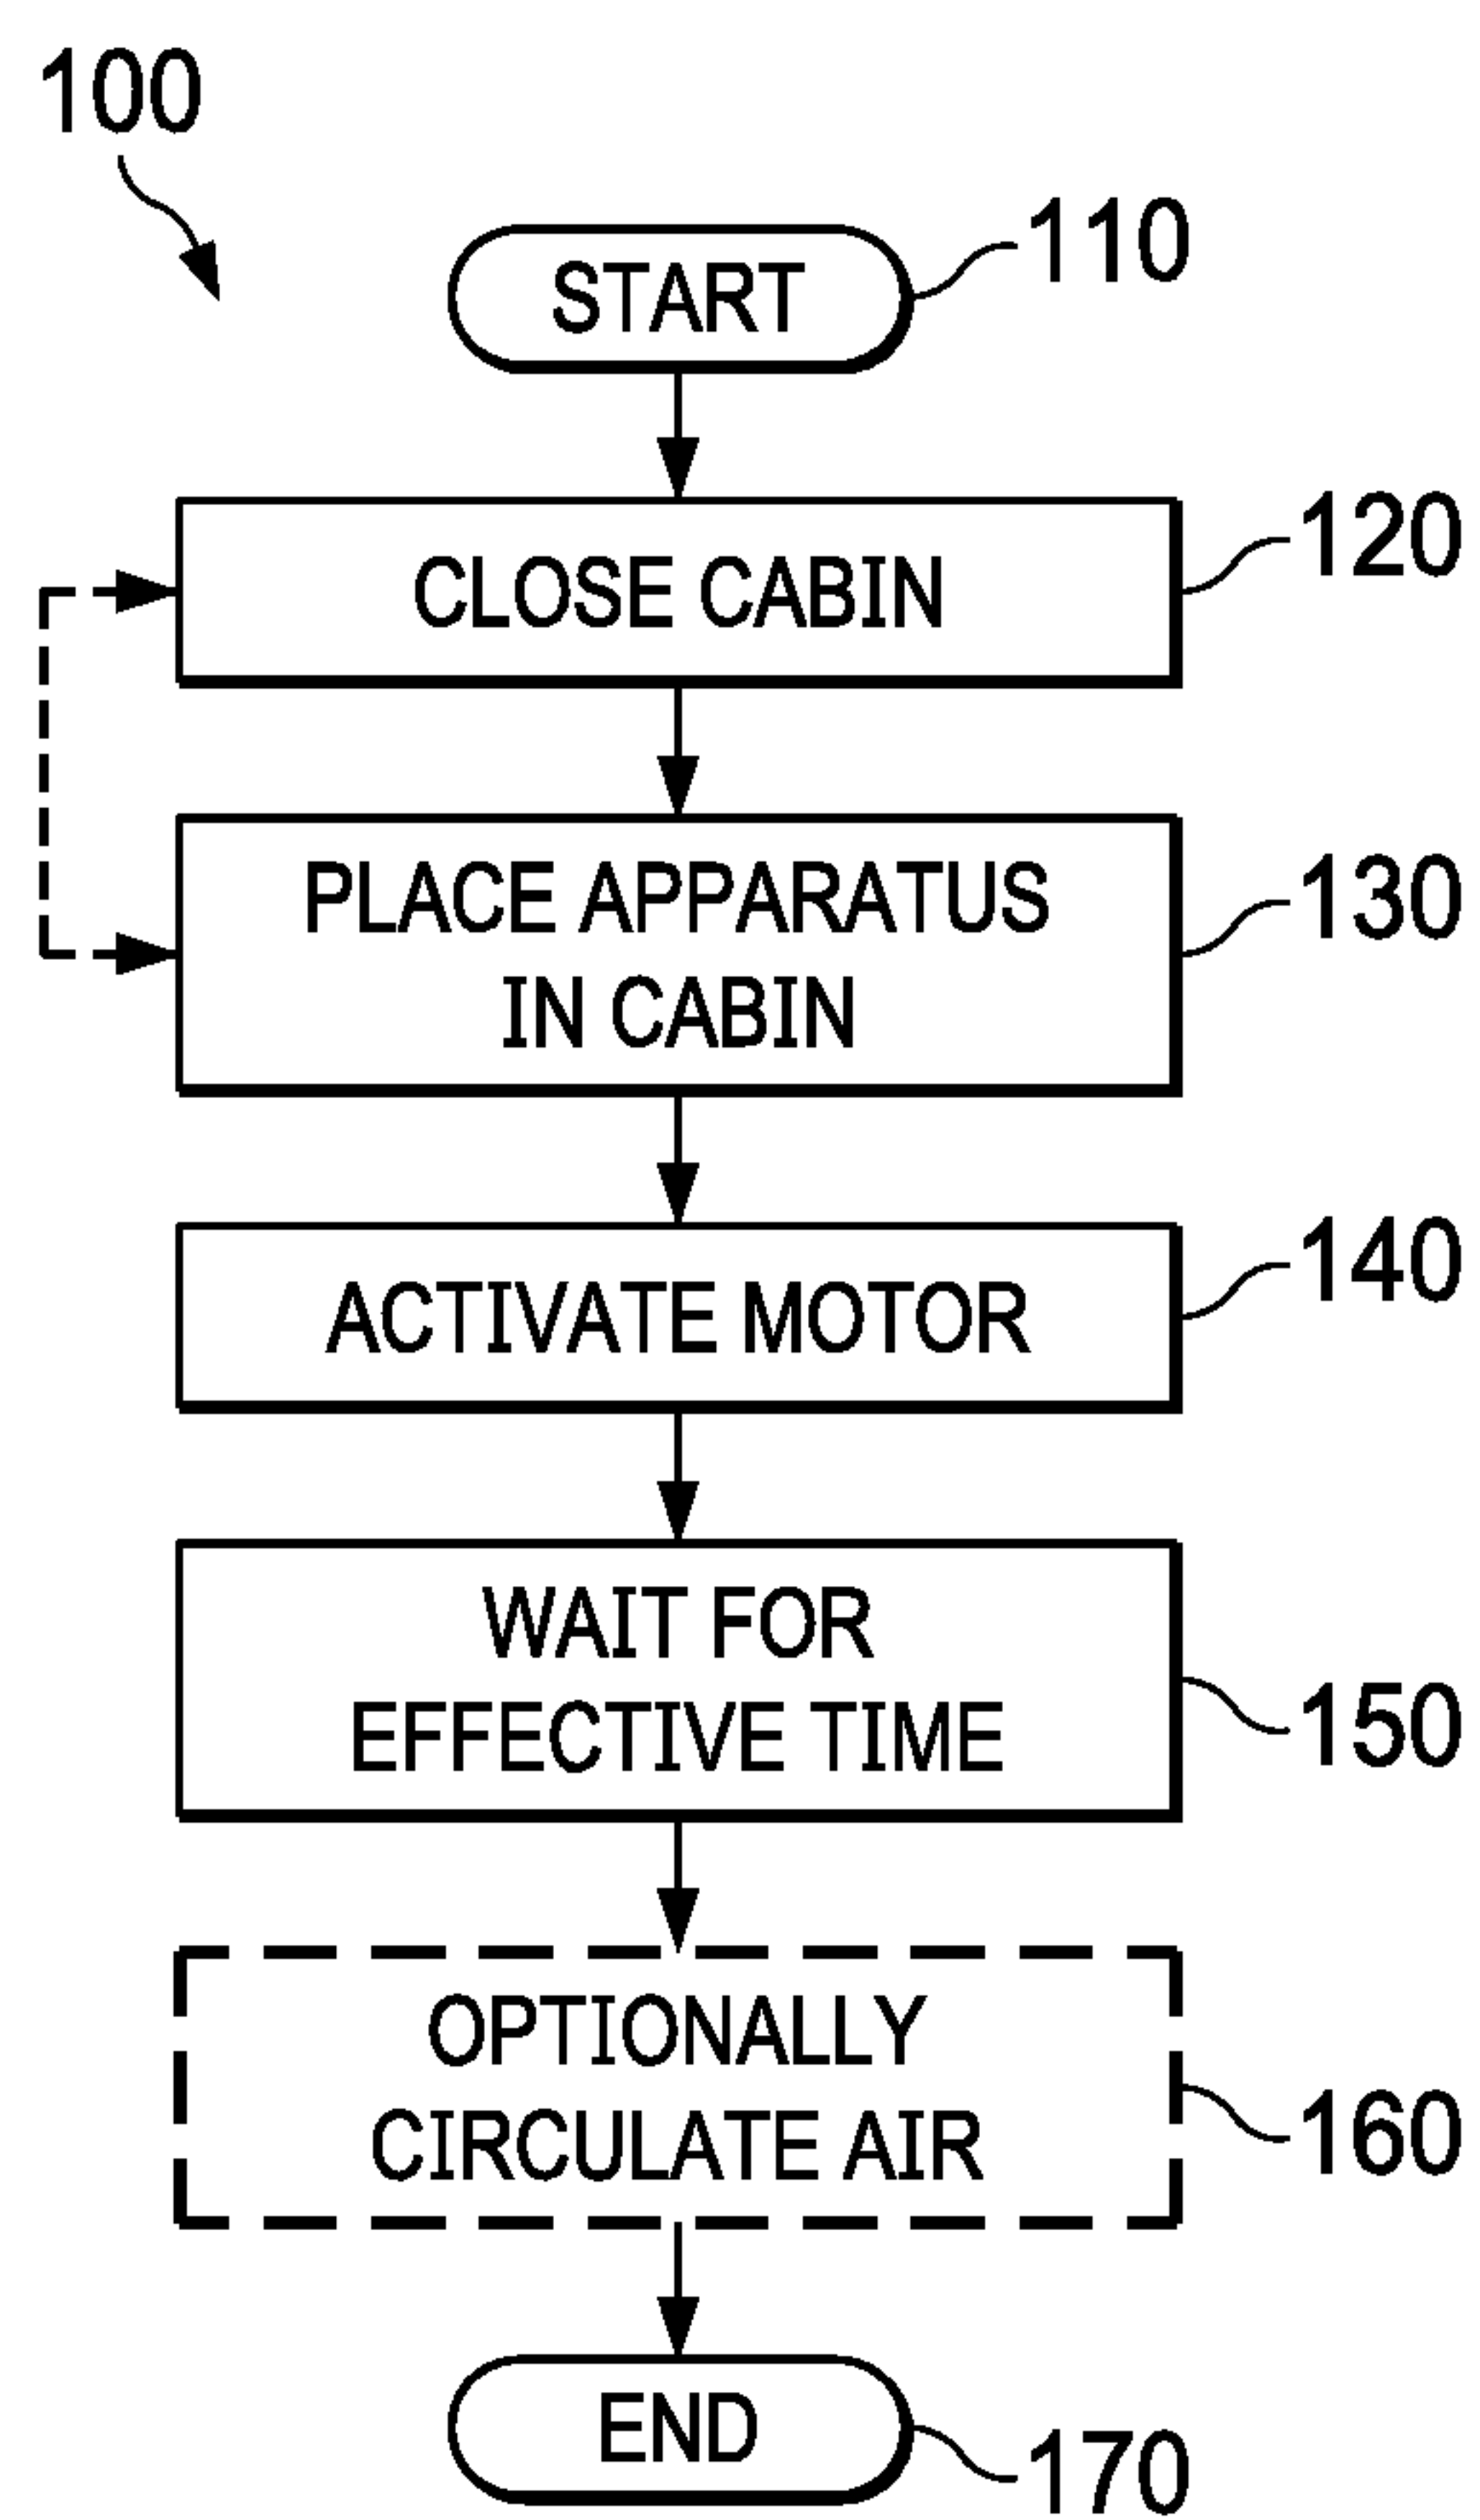 100
START
110
CLOSE CABIN
120
PLACE APPARATUS
IN CABIN
130
ACTIVATE MOTOR
140
WAIT FOR
EFFECTIVE TIME
150
OPTIONALLY
CIRCULATE AIR
160
END
170